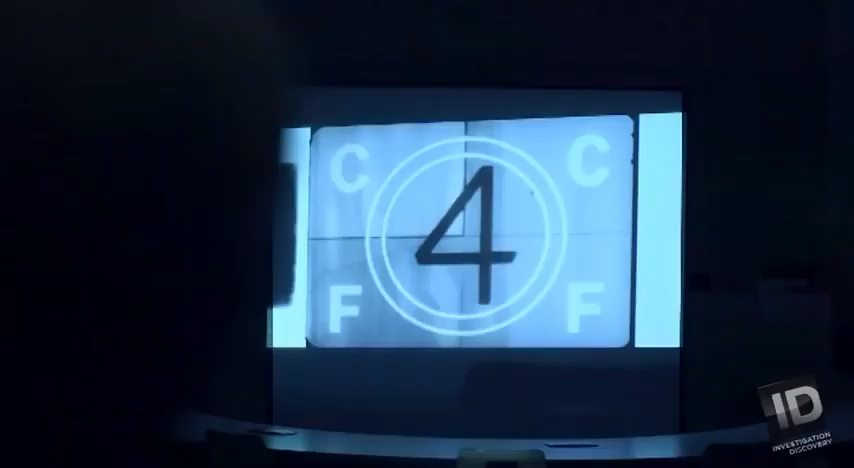 C C
4
F F
ID
INVESTIGATION
DISCOVERY